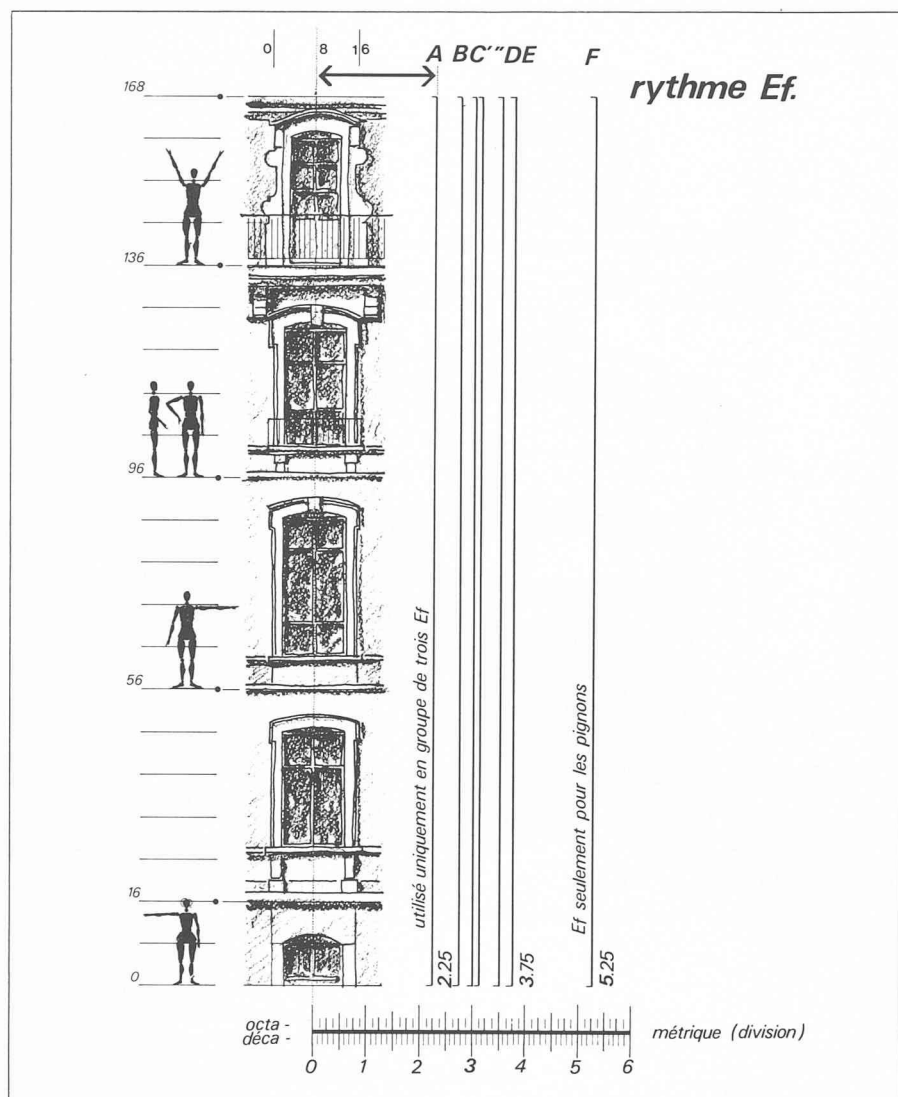 0 8 16
A BC'"DE F
rythme Ef.
168
136
96
56
16
0
utilisé uniquement en groupe de trois Ef
Ef seulement pour les pignons
2.25
3.75
5.25
octa -
déca -
métrique (division)
0 1 2 3 4 5 6